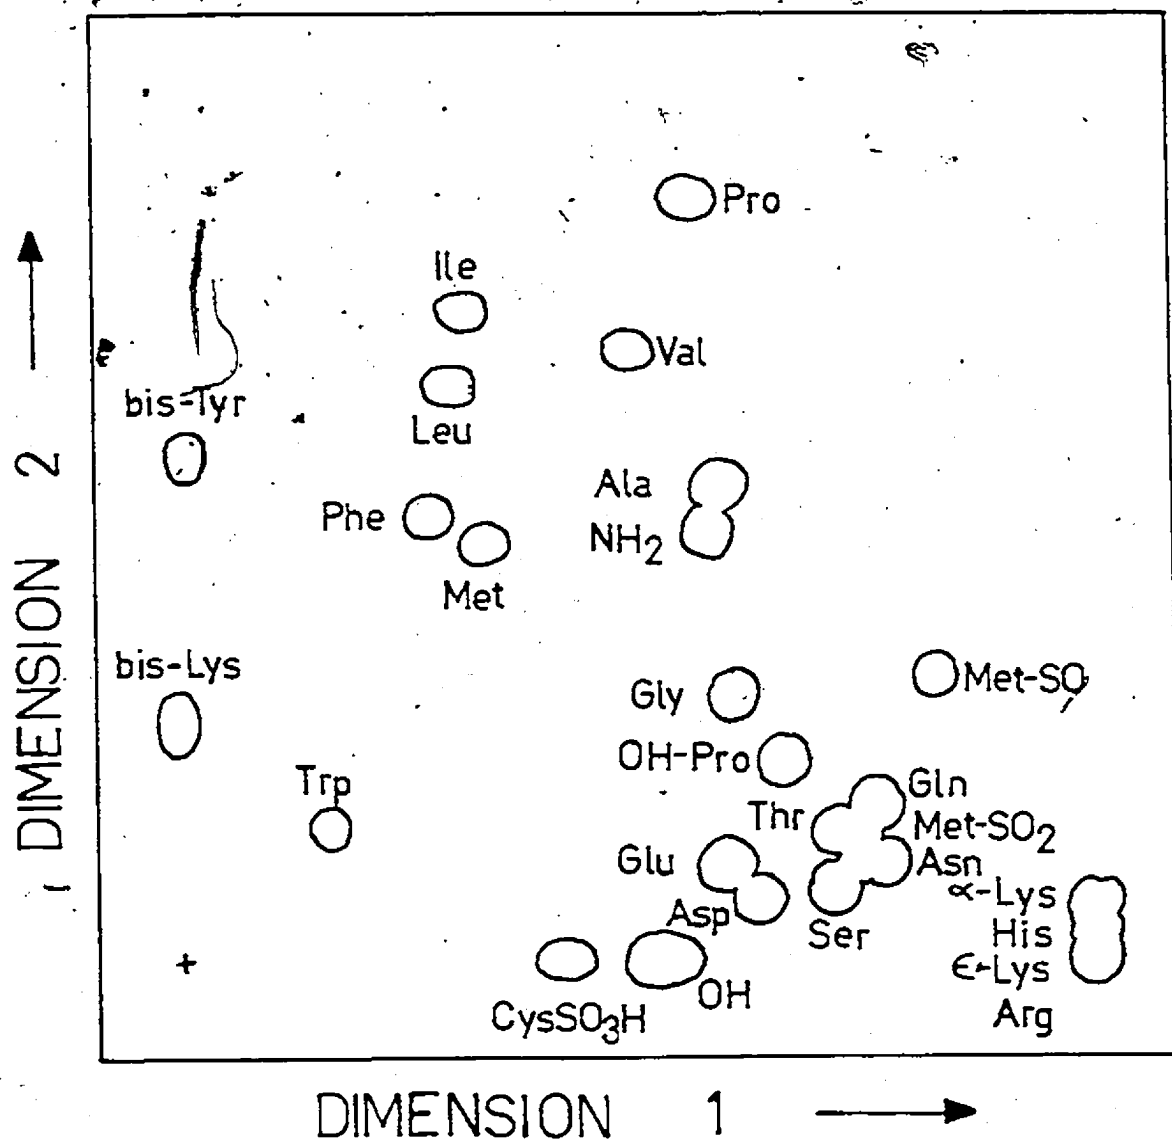 Pro
Ile
Val
bis-Tyr
Leu
Ala
Phe
NH2
Met
bis-Lys
Gly
Met-SO
OH-Pro
Trp
Gln
Thr
Met-SO2
Glu
Asn
α-Lys
Asp
Ser
His
ϵ-Lys
+
OH
CysSO3H
Arg
DIMENSION 2
DIMENSION 1